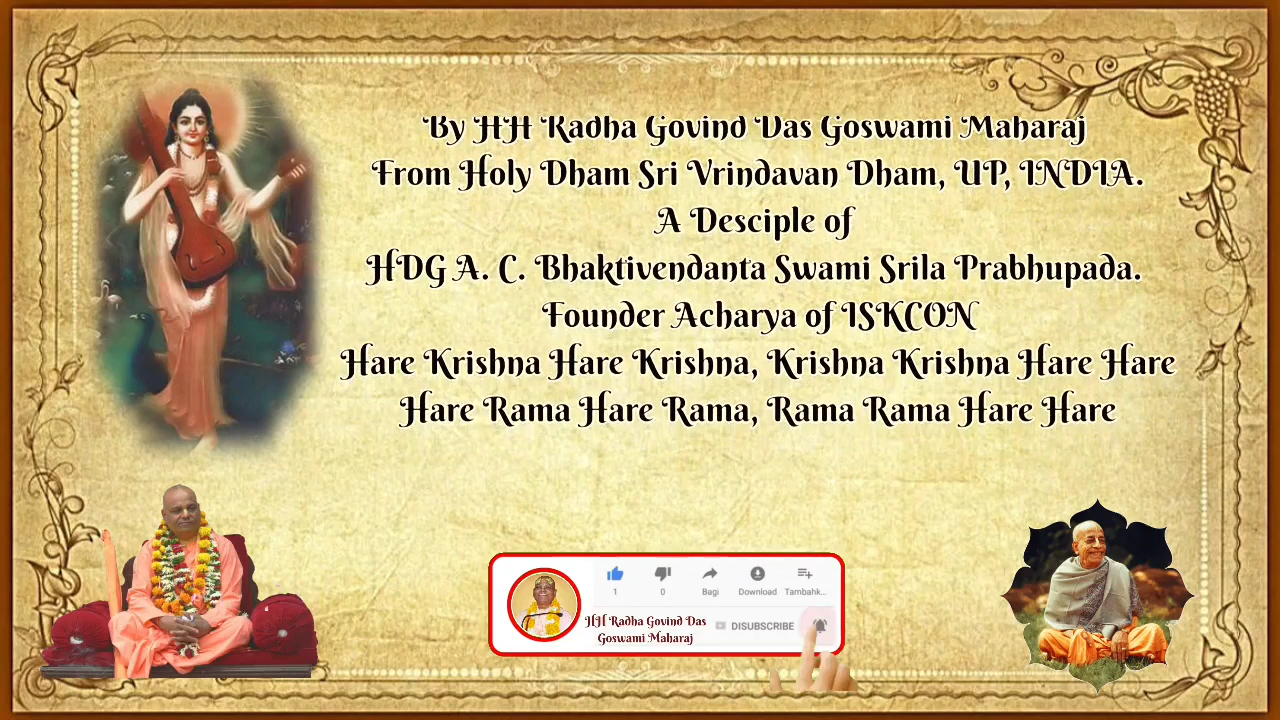 By HH Radha Govind Das Goswami Maharaj
From Holy Dham Sri Vrindavan Dham, UP, INDIA.
A Desciple of
HDG A. C. Bhaktivendanta Swami Srila Prabhupada.
Founder Acharya of ISKCON
Hare Krishna Hare Krishna, Krishna Krishna Hare Hare
Hare Rama Hare Rama, Rama Rama Hare Hare
1 0 Bagi Download Tambahk...
HH Radha Govind Das
Goswami Maharaj
DISUBSCRIBE